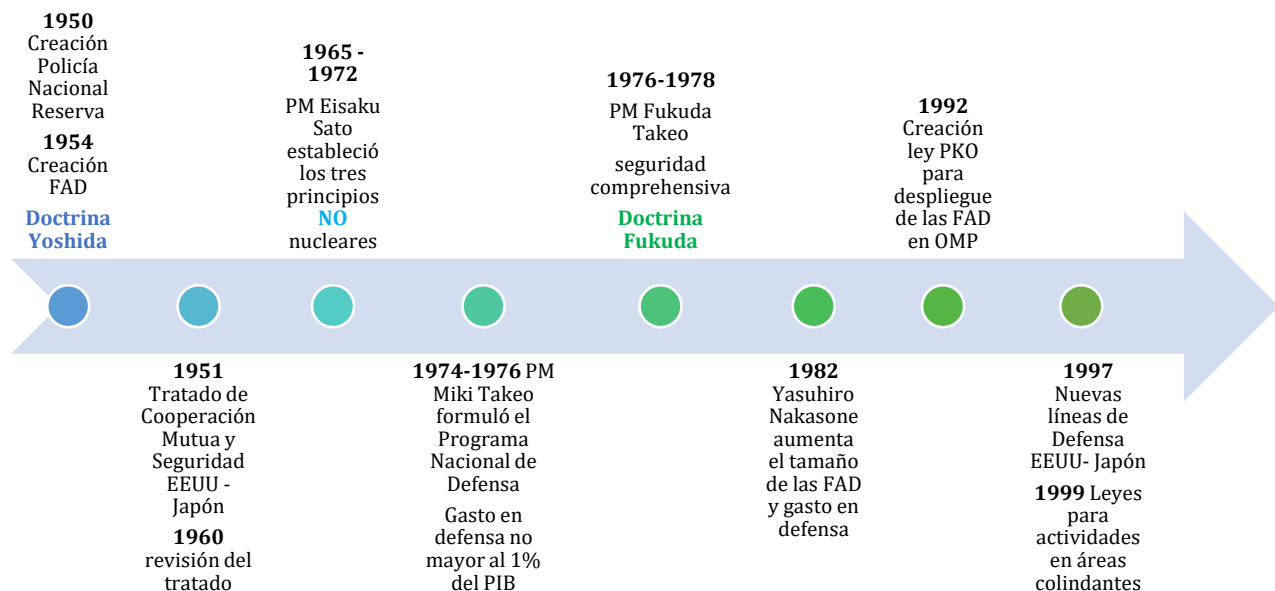 1950
Creación
Policía
Nacional
Reserva
1954
Creación
FAD
Doctrina
Yoshida
1951
Tratado de
Cooperación
Mutua y
Seguridad
EEUU -
Japón
1960
revisión del
tratado
1965 -
1972
PM Eisaku
Sato
estableció
los tres
principios
NO
nucleares
1974-1976 PM
Miki Takeo
formuló el
Programa
Nacional de
Defensa
Gasto en
defensa no
mayor al 1%
del PIB
1976-1978
PM Fukuda
Takeo
seguridad
comprehensiva
Doctrina
Fukuda
1982
Yasuhiro
Nakasone
aumenta
el tamaño
de las FAD
y gasto en
defensa
1992
Creación
ley PKO
para
despliegue
de las FAD
en OMP
1997
Nuevas
líneas de
Defensa
EEUU- Japón
1999 Leyes
para
actividades
en áreas
colindantes